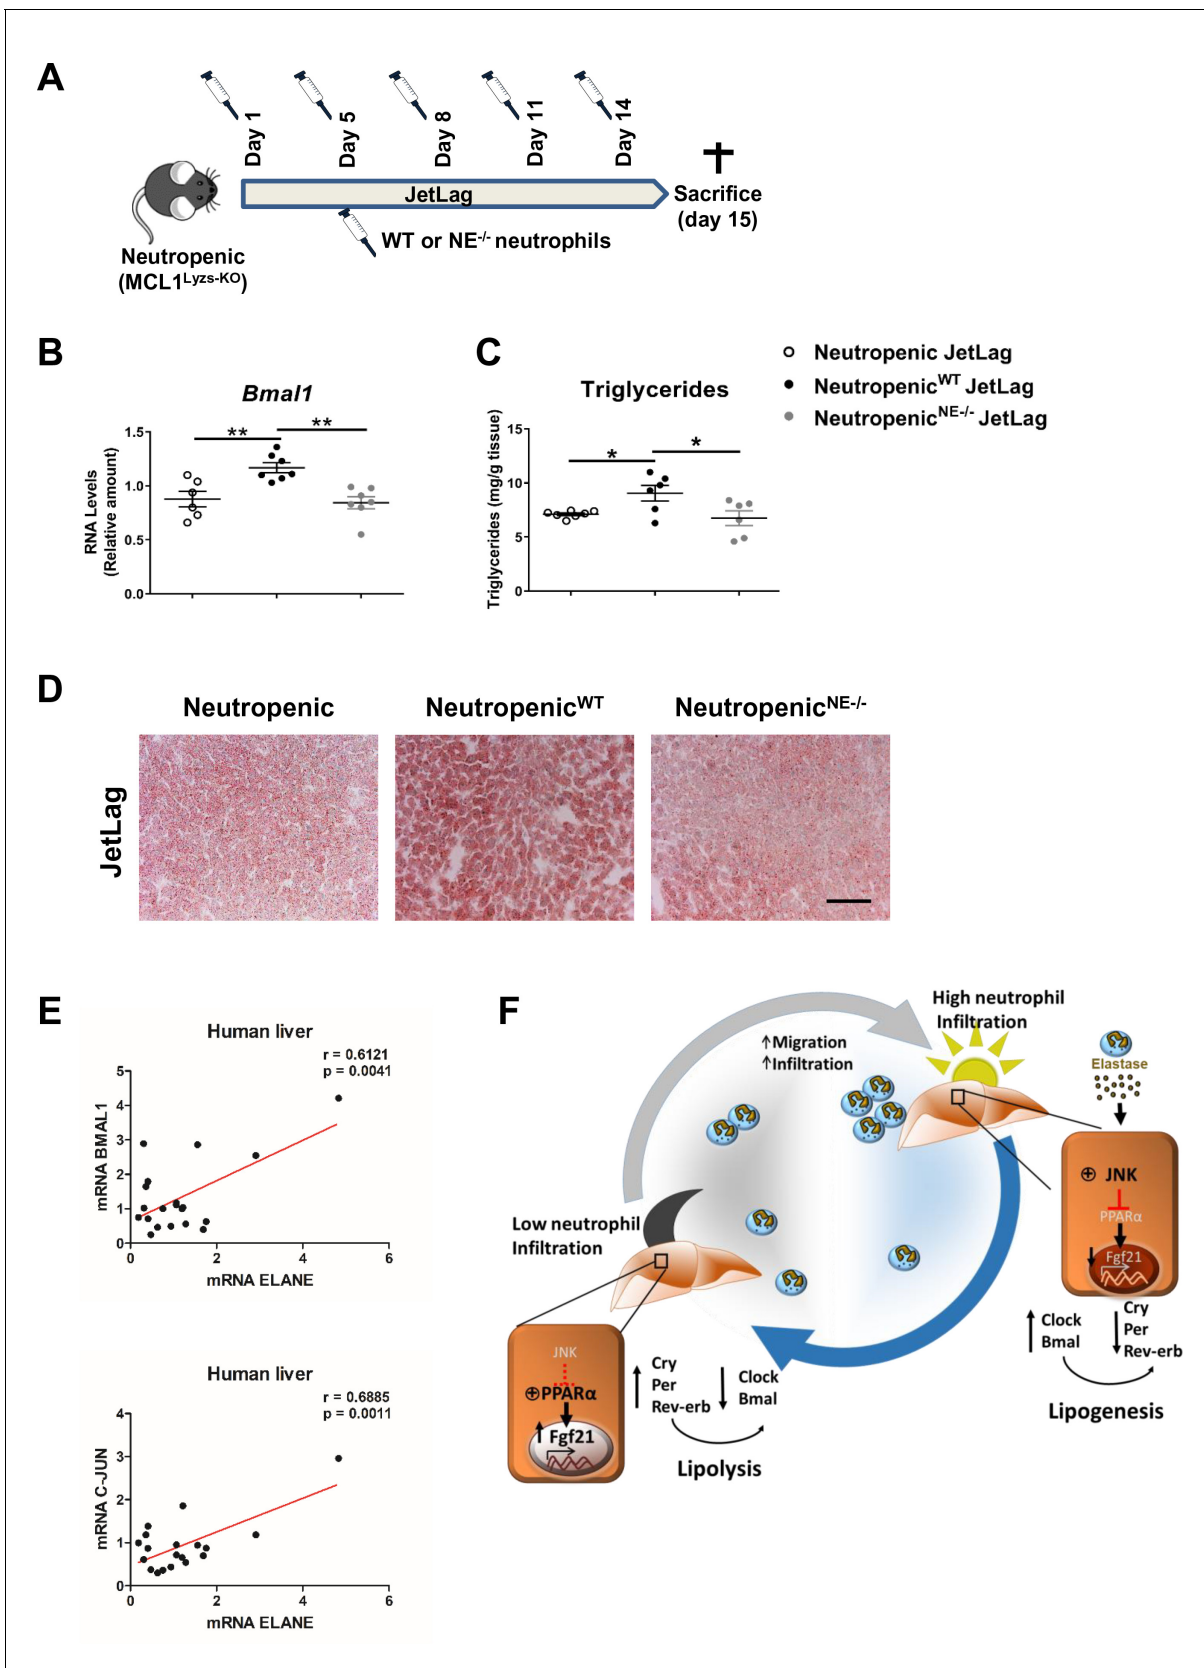 A
Day 1
Day 5
Day 8
Day 11
Day 14
JetLag
Sacrifice
(day 15)
WT or NE-/- neutrophils
Neutropenic
(MCL1Lyzs-KO)
B
Bmal1
RNA Levels
(Relative amount)
1.5
1.0
0.5
0.0
**
**
C
Triglycerides
Triglycerides (mg/g tissue)
15
10
5
0
*
*
Neutropenic JetLag
NeutropenicWT JetLag
NeutropenicNE-/- JetLag
D
Neutropenic
NeutropenicWT
NeutropenicNE-/-
JetLag
E
Human liver
r = 0.6121
p = 0.0041
mRNA BMAL1
5
4
3
2
1
0
0
2
4
6
mRNA ELANE
Human liver
r = 0.6885
p = 0.0011
mRNA C-JUN
4
3
2
1
0
0
2
4
6
mRNA ELANE
F
↑Migration
↑Infiltration
High neutrophil
Infiltration
Elastase
⊕ JNK
PPARα
Fgf21
Clock
Bmal
Cry
Per
Rev-erb
Lipogenesis
Low neutrophil
Infiltration
JNK
⊕PPARα
Fgf21
Cry
Per
Rev-erb
Clock
Bmal
Lipolysis